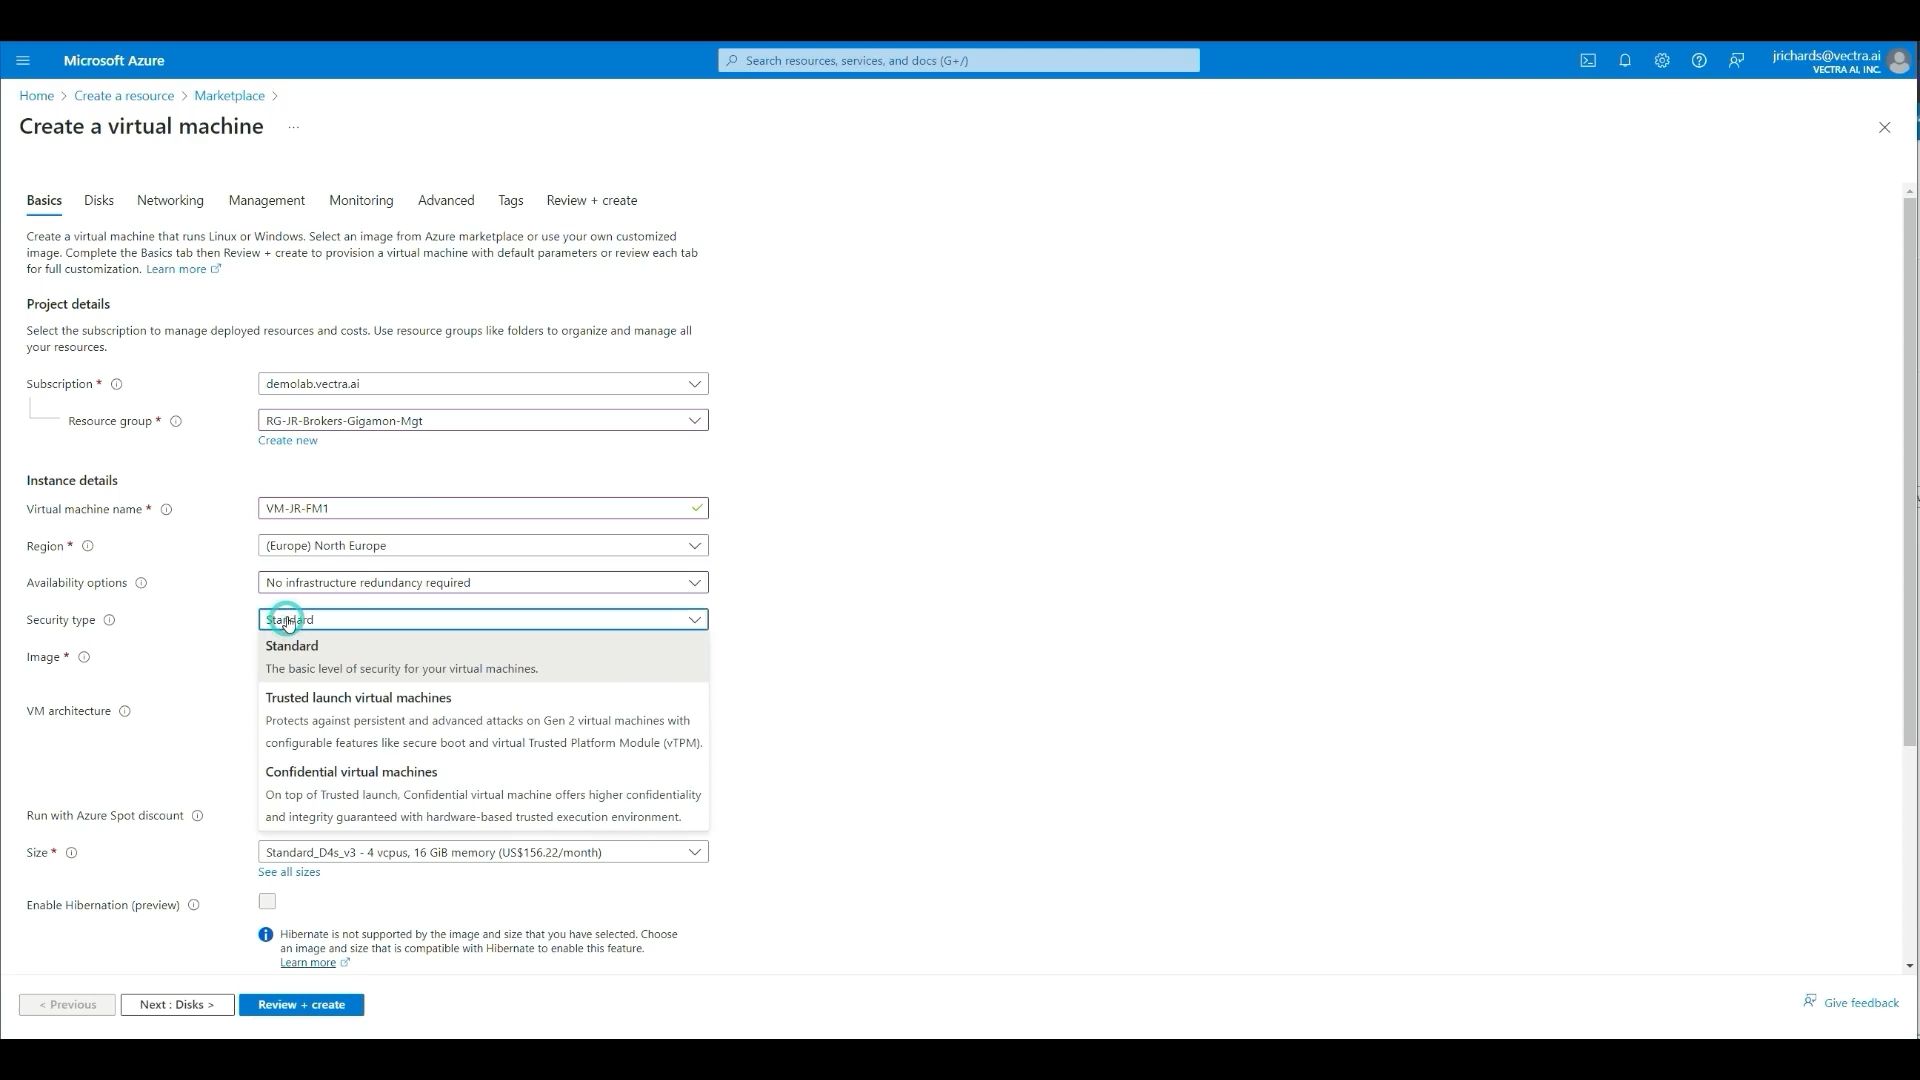 Microsoft Azure
Search resources, services, and docs (G+/)
jrichards@vectra.ai
VECTRA AI, INC.
Home > Create a resource > Marketplace >
Create a virtual machine ...
Basics Disks Networking Management Monitoring Advanced Tags Review + create
Create a virtual machine that runs Linux or Windows. Select an image from Azure marketplace or use your own customized
image. Complete the Basics tab then Review + create to provision a virtual machine with default parameters or review each tab
for full customization. Learn more
Project details
Select the subscription to manage deployed resources and costs. Use resource groups like folders to organize and manage all
your resources.
Subscription * demolab.vectra.ai
Resource group * RG-JR-Brokers-Gigamon-Mgt
Create new
Instance details
Virtual machine name * VM-JR-FM1
Region * (Europe) North Europe
Availability options No infrastructure redundancy required
Security type Standard
Standard
The basic level of security for your virtual machines.
Image *
Trusted launch virtual machines
Protects against persistent and advanced attacks on Gen 2 virtual machines with
configurable features like secure boot and virtual Trusted Platform Module (vTPM).
VM architecture
Confidential virtual machines
On top of Trusted launch, Confidential virtual machine offers higher confidentiality
and integrity guaranteed with hardware-based trusted execution environment.
Run with Azure Spot discount
Size * Standard_D4s_v3 - 4 vcpus, 16 GiB memory (US$156.22/month)
See all sizes
Enable Hibernation (preview)
Hibernate is not supported by the image and size that you have selected. Choose
an image and size that is compatible with Hibernate to enable this feature.
Learn more
< Previous Next : Disks > Review + create
Give feedback